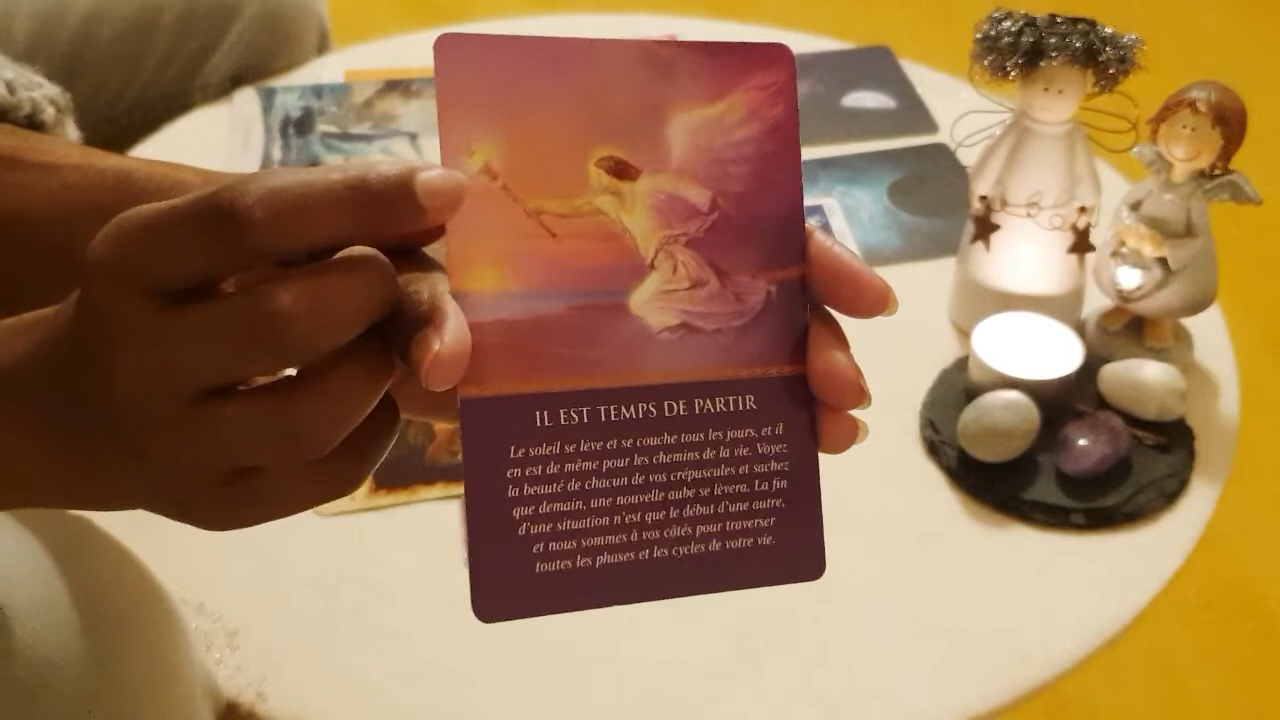 IL EST TEMPS DE PARTIR
Le soleil se lève et se couche tous les jours, et il
en est de même pour les chemins de la vie. Voyez
la beauté de chacun de vos crépuscules et sachez
que demain, une nouvelle aube se lèvera. La fin
d'une situation n'est que le début d'une autre,
et nous sommes à vos côtés pour traverser
toutes les phases et les cycles de votre vie.